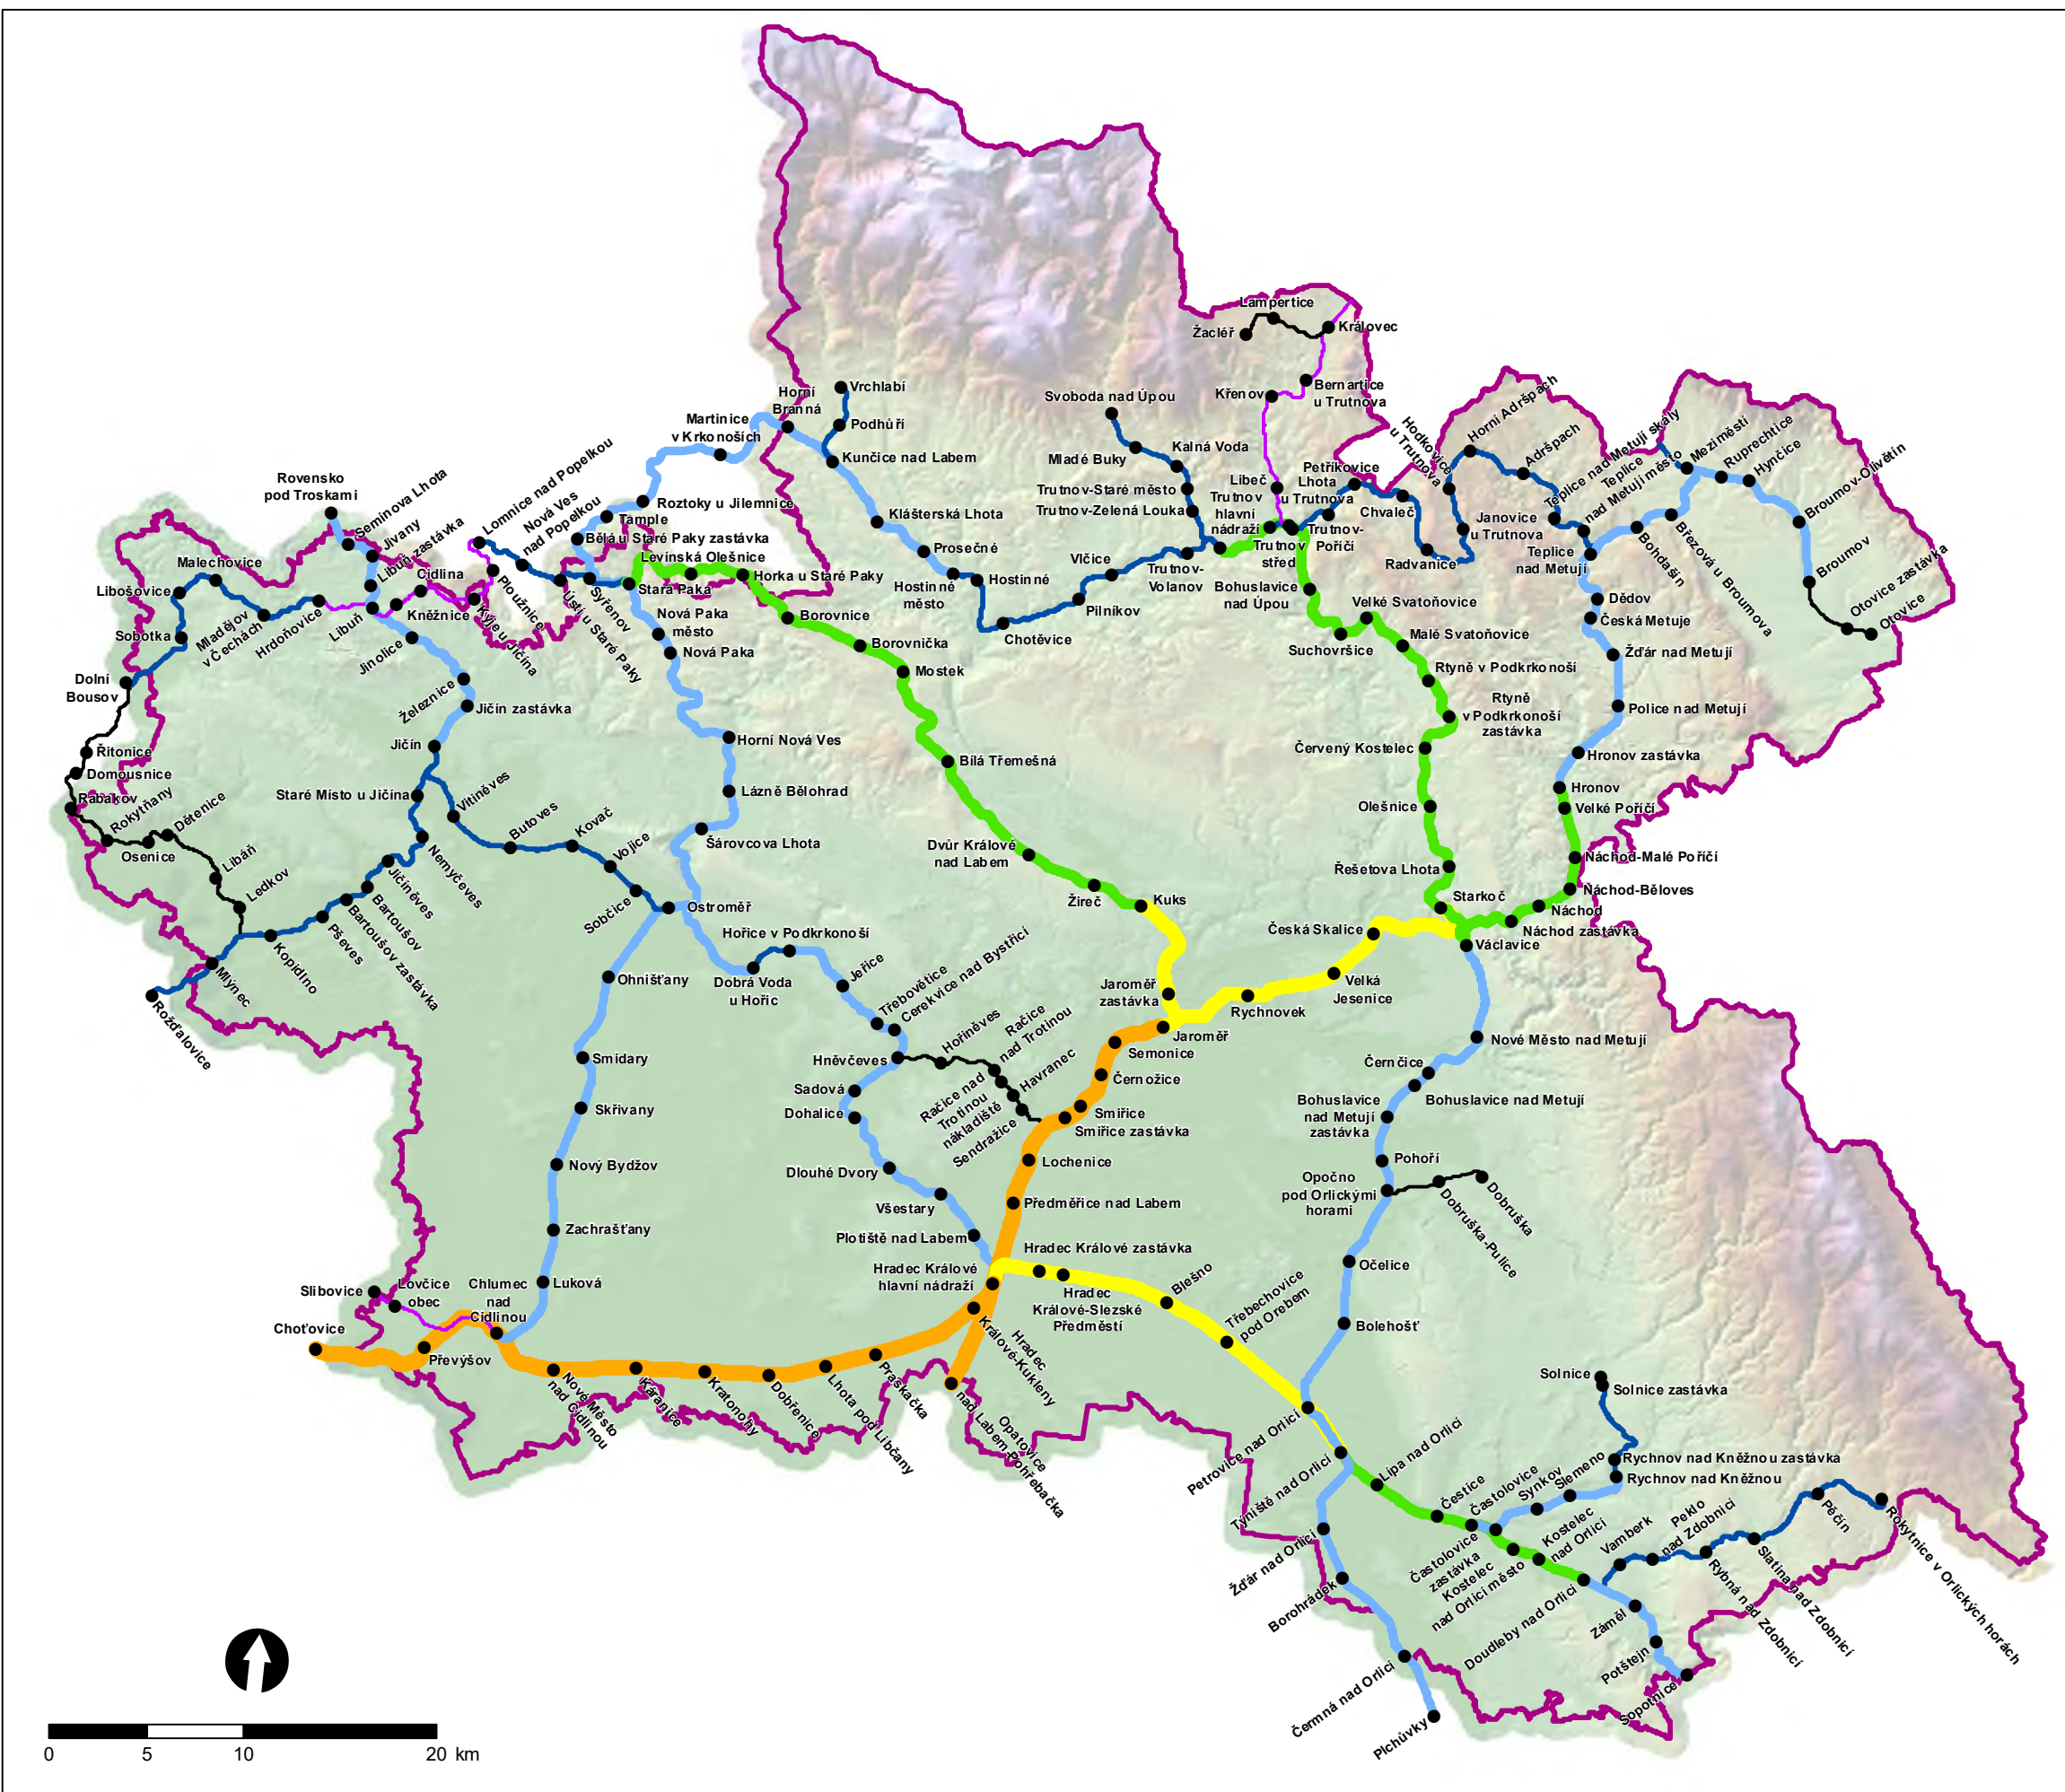 Lampertice
Žacléř
Královec
Křenov
Bernartice
u Trutnova
Horní
Branná
Vrchlabí
Podhůří
Kunčice nad Labem
Martinice
v Krkonoších
Svoboda nad Úpou
Kalná Voda
Mladé Buky
Trutnov-Staré město
Trutnov-Zelená Louka
Libeč
Trutnov
hlavní
nádraží
Petříkovice
Lhota
u Trutnova
Hodkovice
u Trutnova
Horní Adršpach
Adršpach
Teplice nad Metují skály
Teplice
nad Metují město
Meziměstí
Ruprechtice
Hynčice
Broumov-Olivětín
Rovensko
pod Troskami
Semínova Lhota
Jivany
Libuň zastávka
Cidlina
Lomnice nad Popelkou
Nová Ves
nad Popelkou
Roztoky u Jilemnice
Tample
Bělá u Staré Paky zastávka
Levínská Olešnice
Klášterská Lhota
Prosečné
Hostinné
město
Hostinné
Vlčice
Pilníkov
Chotěvice
Trutnov-
Volanov
Trutnov
střed
Trutnov-
Poříčí
Chvaleč
Radvanice
Janovice
u Trutnova
Teplice
nad Metují
Bohdašín
Březová u Broumova
Broumov
Otovice zastávka
Otovice
Malechovice
Libošovice
Sobotka
Mladějov
v Čechách
Hrdoňovice
Libuň
Kněžnice
Kyje u Jičína
Ploužnice
Ústí u Staré Paky
Syřenov
Stará Paka
Horka u Staré Paky
Borovnice
Borovnička
Mostek
Nová Paka
město
Nová Paka
Bohuslavice
nad Úpou
Velké Svatoňovice
Suchovršice
Malé Svatoňovice
Rtyně v Podkrkonoší
Rtyně
v Podkrkonoší
zastávka
Dědov
Česká Metuje
Žďár nad Metují
Police nad Metují
Hronov zastávka
Hronov
Velké Poříčí
Náchod-Malé Poříčí
Náchod-Běloves
Náchod
Náchod zastávka
Dolní
Bousov
Řitonice
Domousnice
Rabakov
Rokytňany
Dětenice
Osenice
Libáň
Ledkov
Jinolice
Železnice
Jičín zastávka
Jičín
Staré Místo u Jičína
Vitiněves
Butoves
Kovač
Vojice
Sobčice
Ostroměř
Nemyčeves
Jičíněves
Bartoušov
Bartoušov zastávka
Pševes
Kopidlno
Mlýnec
Rožďalovice
Horní Nová Ves
Lázně Bělohrad
Šárovcova Lhota
Bílá Třemešná
Dvůr Králové
nad Labem
Žireč
Kuks
Červený Kostelec
Olešnice
Řešetova Lhota
Starkoč
Václavice
Česká Skalice
Velká
Jesenice
Rychnovek
Jaroměř
zastávka
Jaroměř
Semonice
Černožice
Smiřice
Smiřice zastávka
Lochenice
Předměřice nad Labem
Hořice v Podkrkonoší
Dobrá Voda
u Hořic
Jeřice
Třebovětice
Cerekvice nad Bystřicí
Hněvčeves
Hořiněves
Račice
nad Trotinou
Havranec
Račice nad
Trotinou
nákladiště
Sendražice
Sadová
Dohalice
Dlouhé Dvory
Všestary
Plotiště nad Labem
Ohnišťany
Smidary
Skřivany
Nový Bydžov
Zachrašťany
Luková
Nové Město nad Metují
Černčice
Bohuslavice nad Metují
Bohuslavice
nad Metují
zastávka
Pohoří
Opočno
pod Orlickými
horami
Dobruška-Pulice
Dobruška
Očelice
Bolehošť
Hradec Králové
hlavní nádraží
Hradec Králové zastávka
Hradec
Králové-Slezské
Předměstí
Blešno
Třebechovice
pod Orebem
Slibovice
Lovčice
obec
Chlumec
nad
Cidlinou
Choťovice
Převýšov
Nové Město
nad Cidlinou
Káranice
Kratonohy
Dobřenice
Lhota pod Libčany
Praskačka
Hradec
Králové-Kukleny
Opatovice
nad Labem-Pohřebačka
Petrovice nad Orlicí
Týniště nad Orlicí
Lípa nad Orlicí
Čestice
Častolovice
Synkov
Slemeno
Solnice
Solnice zastávka
Rychnov nad Kněžnou zastávka
Rychnov nad Kněžnou
Častolovice
zastávka
Kostelec
nad Orlicí město
Kostelec
nad Orlicí
Doudleby nad Orlicí
Vamberk
Peklo
nad Zdobnicí
Rybná nad Zdobnicí
Slatina nad Zdobnicí
Pěčín
Rokytnice v Orlických horách
Žďár nad Orlicí
Borohrádek
Čermná nad Orlicí
Plchůvky
Záměl
Potštejn
Sopotnice
0 5 10 20 km